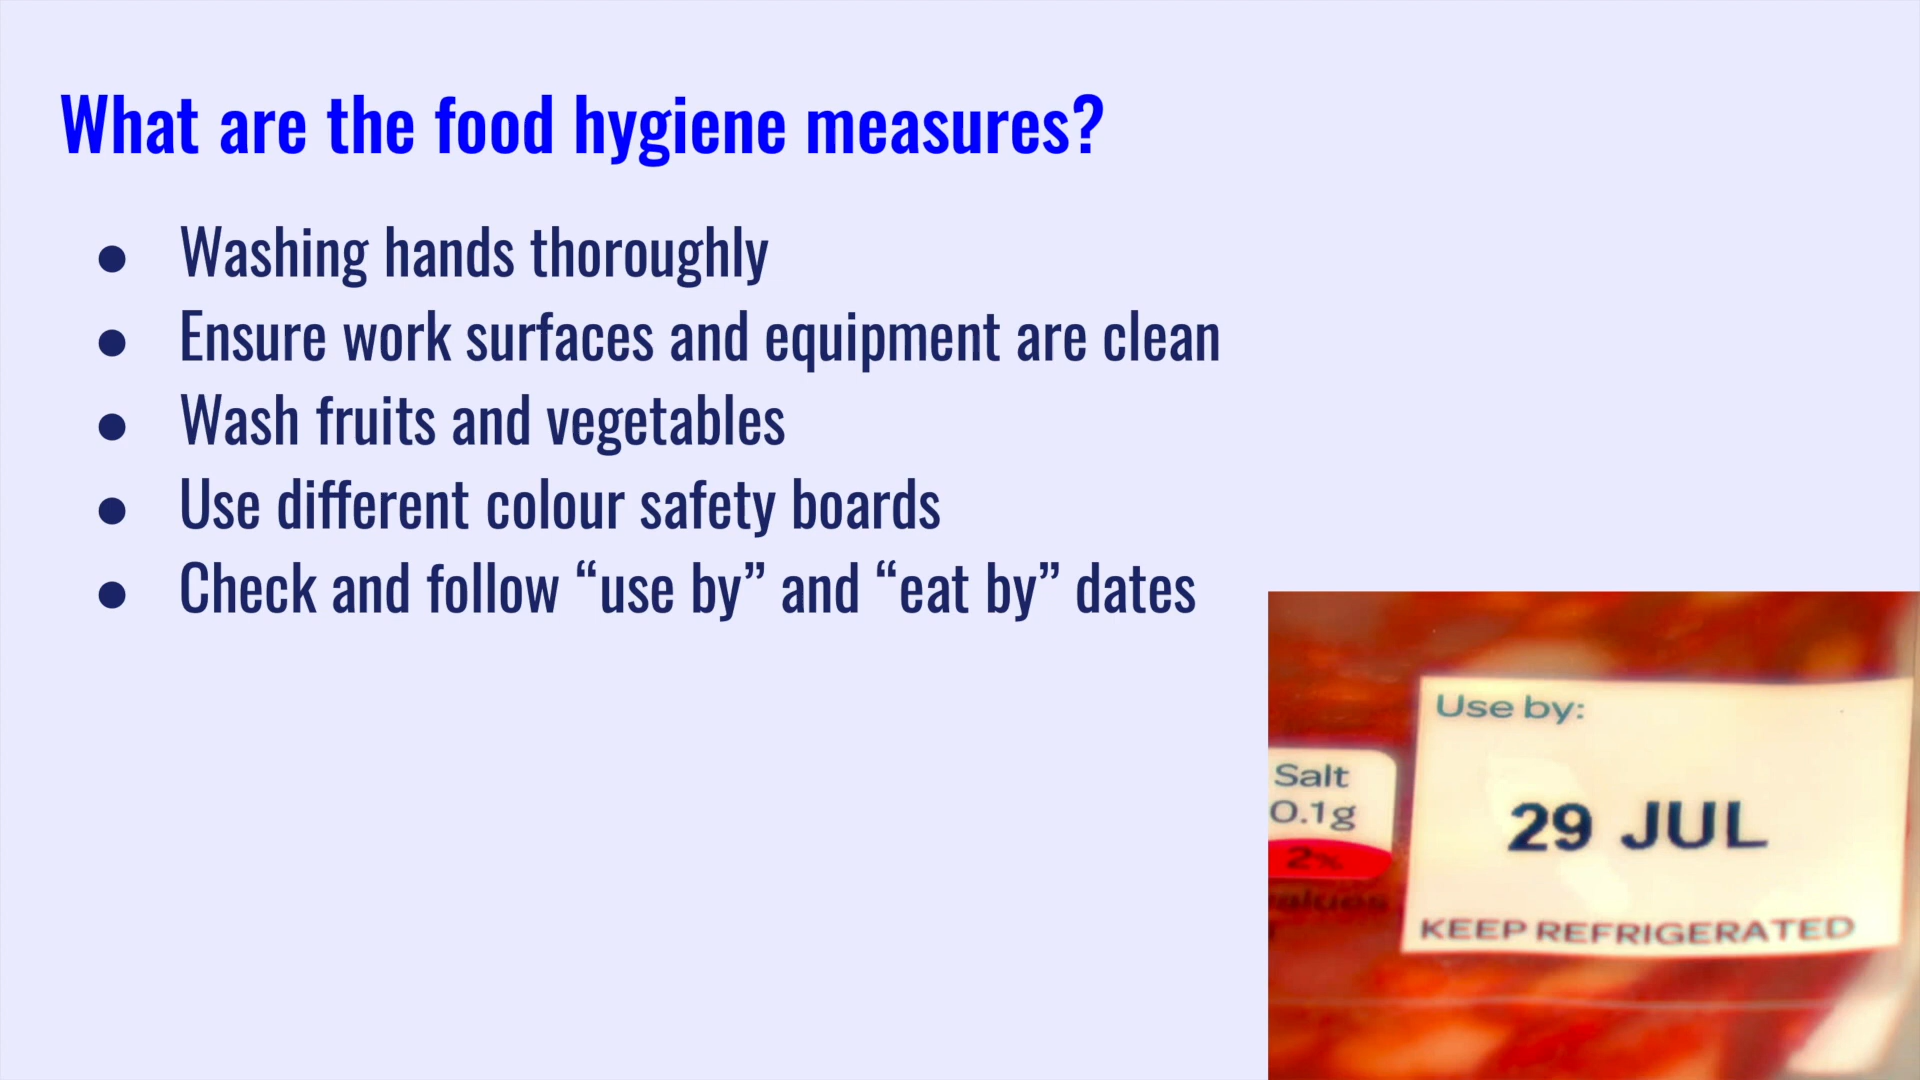 What are the food hygiene measures?
● Washing hands thoroughly
● Ensure work surfaces and equipment are clean
● Wash fruits and vegetables
● Use different colour safety boards
● Check and follow “use by” and “eat by” dates
Use by:
Salt
0.1g
2%
29 JUL
KEEP REFRIGERATED